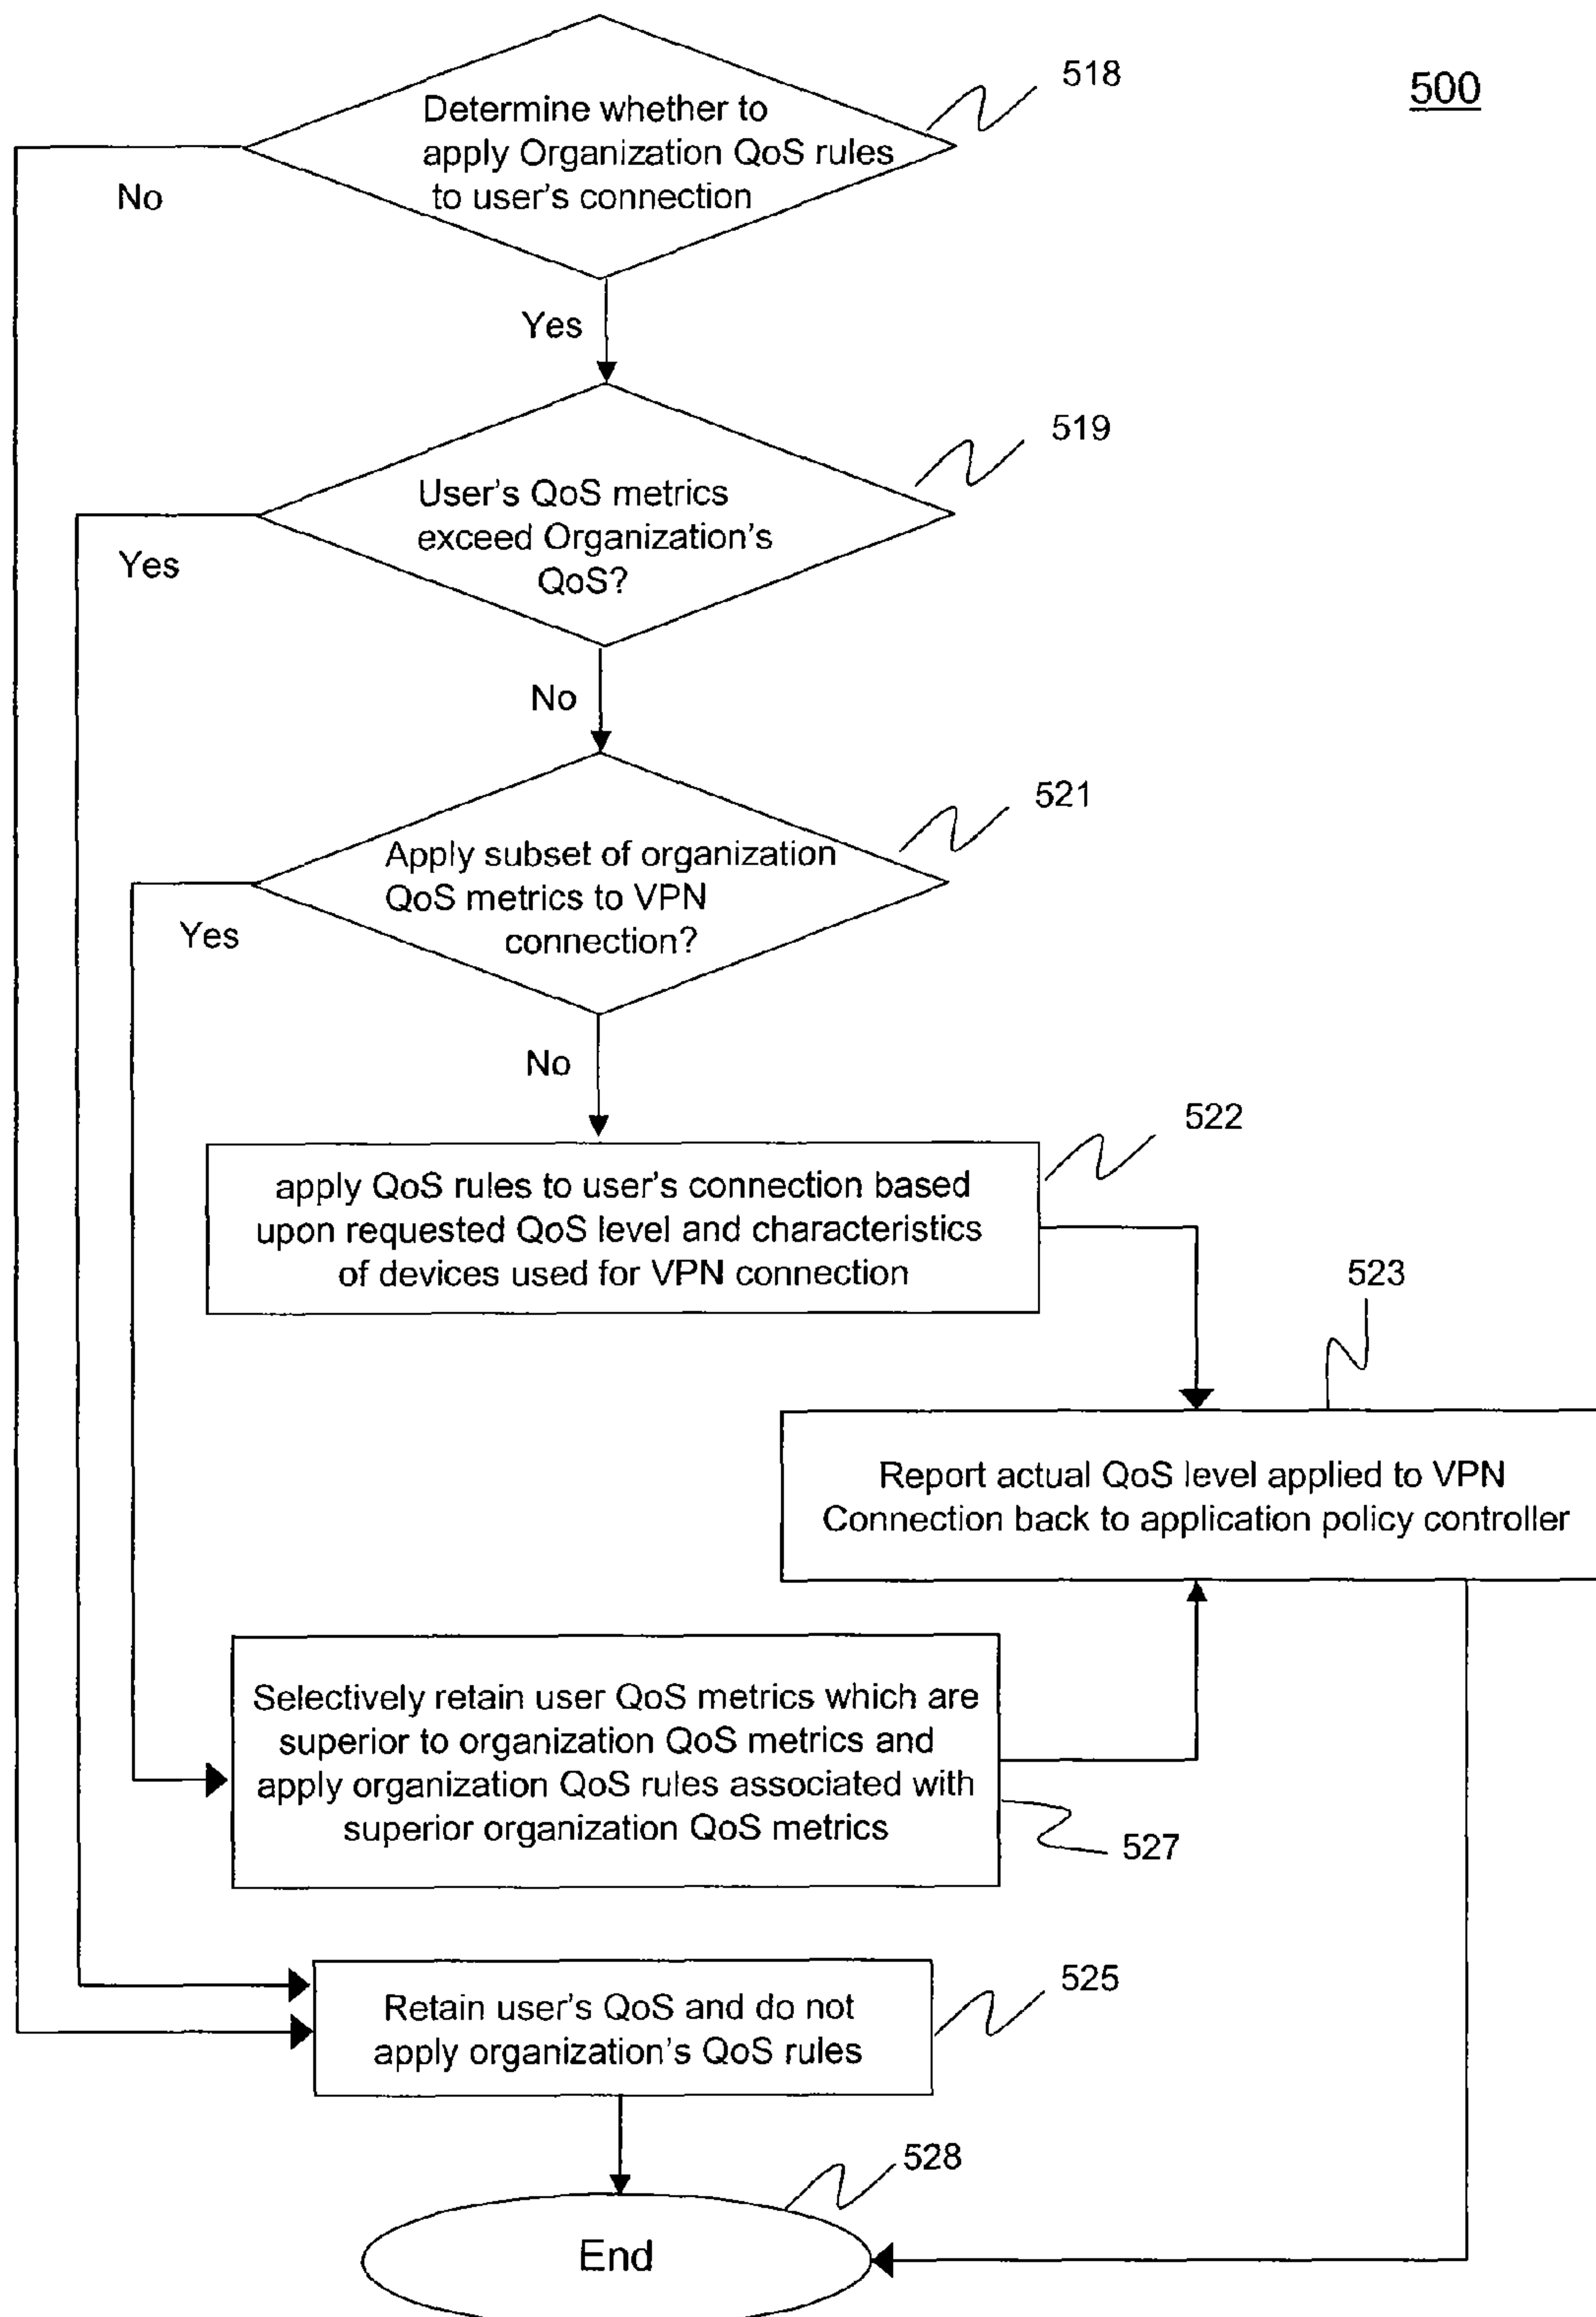 518
500
Determine whether to
apply Organization QoS rules
to user's connection
No
Yes
519
User's QoS metrics
exceed Organization's
QoS?
Yes
No
521
Apply subset of organization
QoS metrics to VPN
connection?
Yes
No
522
apply QoS rules to user's connection based
upon requested QoS level and characteristics
of devices used for VPN connection
523
Report actual QoS level applied to VPN
Connection back to application policy controller
Selectively retain user QoS metrics which are
superior to organization QoS metrics and
apply organization QoS rules associated with
superior organization QoS metrics
527
525
Retain user's QoS and do not
apply organization's QoS rules
528
End